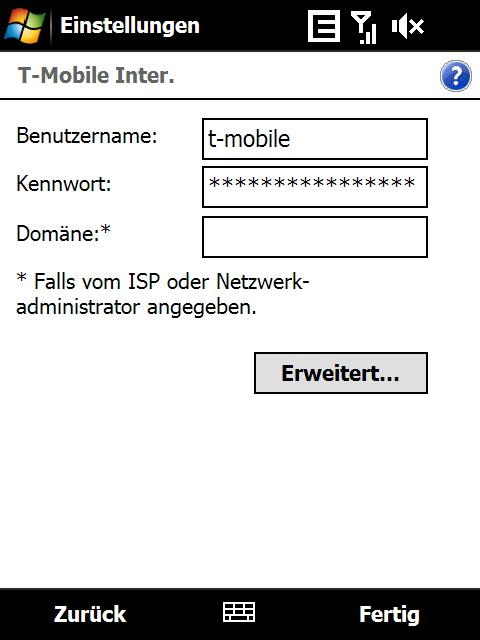 Einstellungen
T-Mobile Inter.
?
Benutzername: t-mobile
Kennwort: ****************
Domäne:*
* Falls vom ISP oder Netzwerk-
administrator angegeben.
Erweitert...
Zurück Fertig